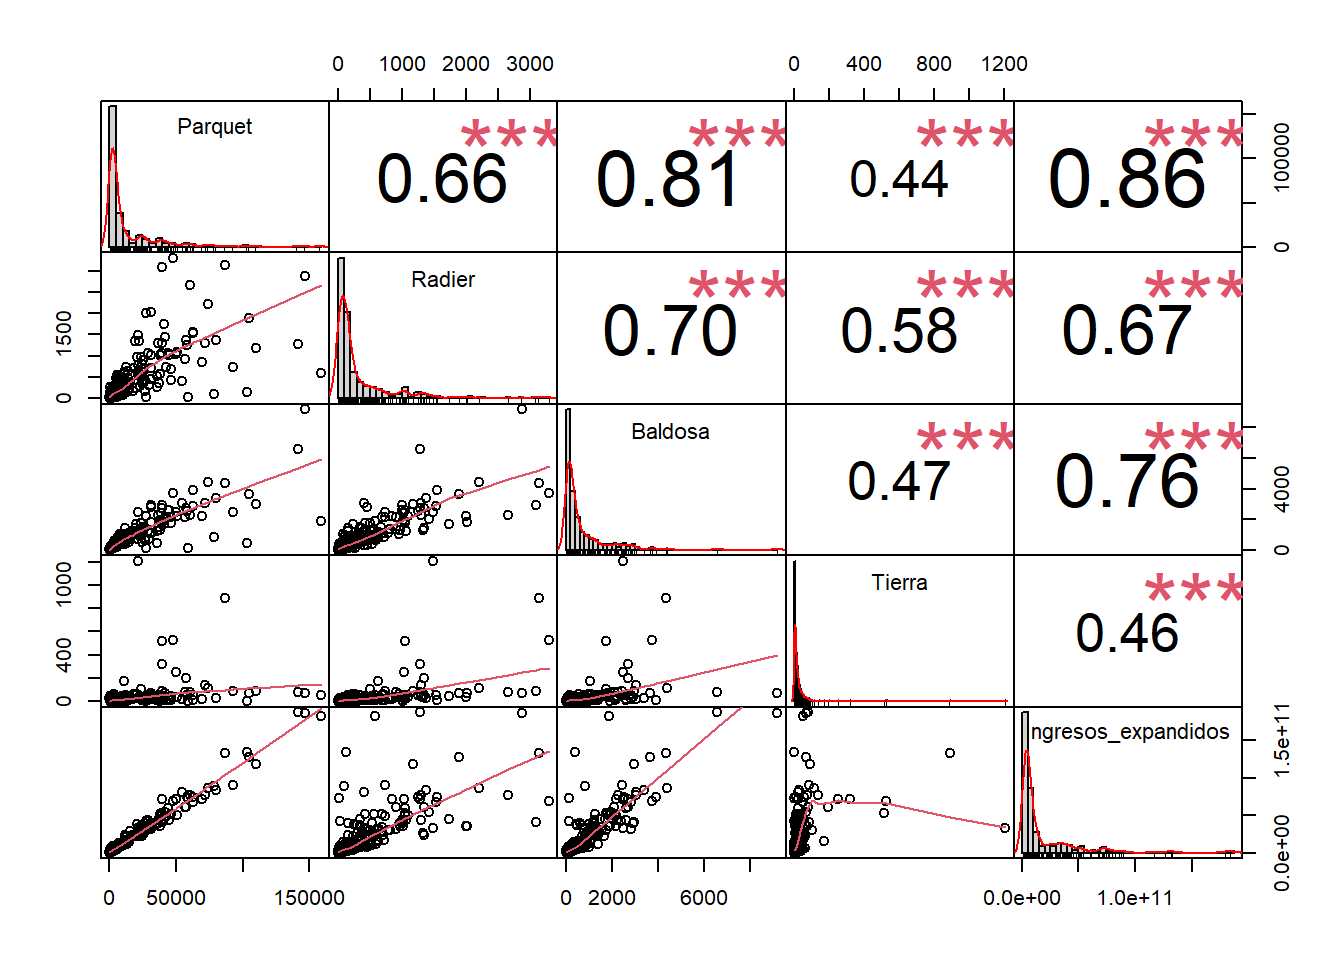 0 1000 2000 3000 0 400 800 1200
Parquet *** 0.66 *** 0.81 *** 0.44 *** 0.86 0 100000
0 1500 Radier *** 0.70 *** 0.58 *** 0.67
Baldosa *** 0.47 *** 0.76 0 4000
0 400 1000 Tierra *** 0.46
ngresos_expandidos 0.0e+00 1.5e+11
0 50000 150000 0 2000 6000 0.0e+00 1.0e+11